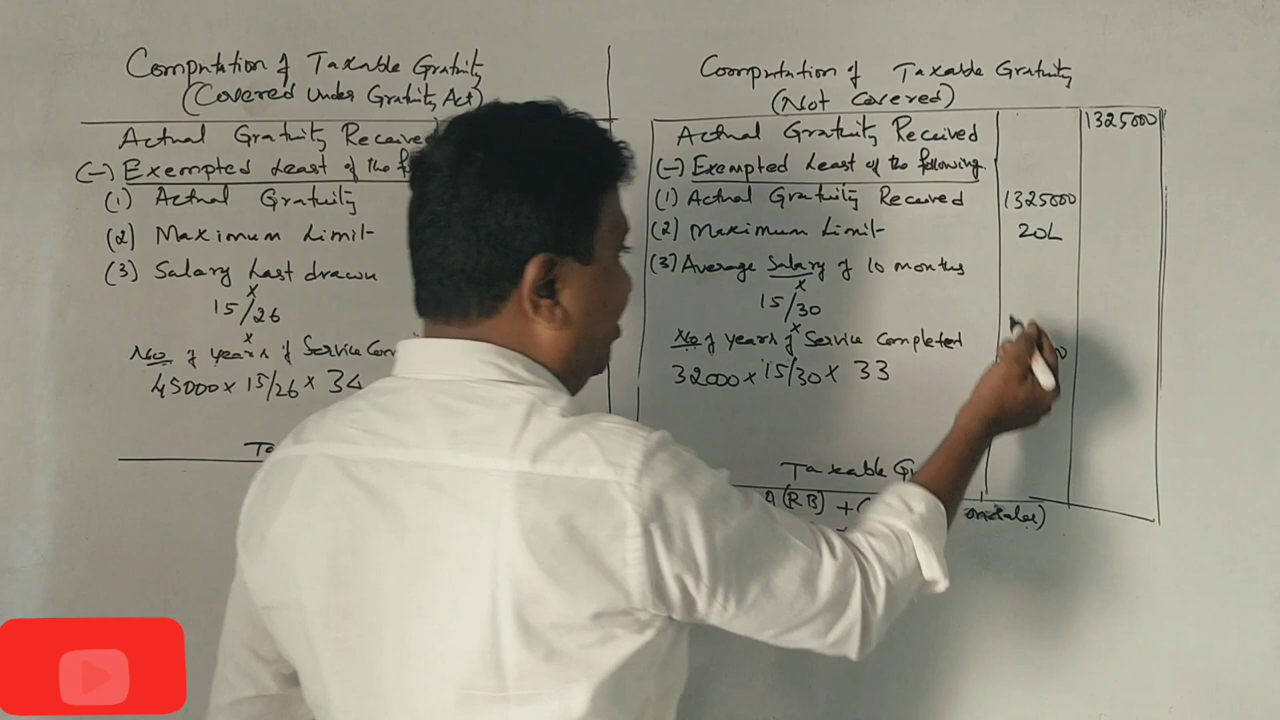 Computation of Taxable Gratuity
(Covered Under Gratuity Act)
Actual Gratuity Received
(-) Exempted Least of the
(1) Actual Gratuity
(2) Maximum Limit
(3) Salary Last drawn
x
15/26
x
No of years of Service
45000 x 15/26 x 34
Computation of Taxable Gratuity
(Not Covered)
Actual Gratuity Received 1325000
(-) Exempted Least of the following.
(1) Actual Gratuity Received 1325000
(2) Maximum Limit 20L
(3) Average Salary of 10 months
x
15/30
x
No of years of Service Completed
32000 x 15/30 x 33
Taxable
(RB) +